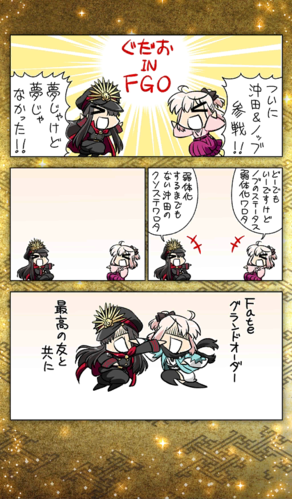 ぐだお
IN
FGO
ついに
沖田&ノッブ
参戦!!
夢じゃけど
夢じゃ
なかった!!
どーでも
いーですけど
ノブのステータス
弱体化ワロタ
弱体化
するまでも
ない沖田の
クソステワロタ
Fate
グランドオーダー
最高の友
と共に